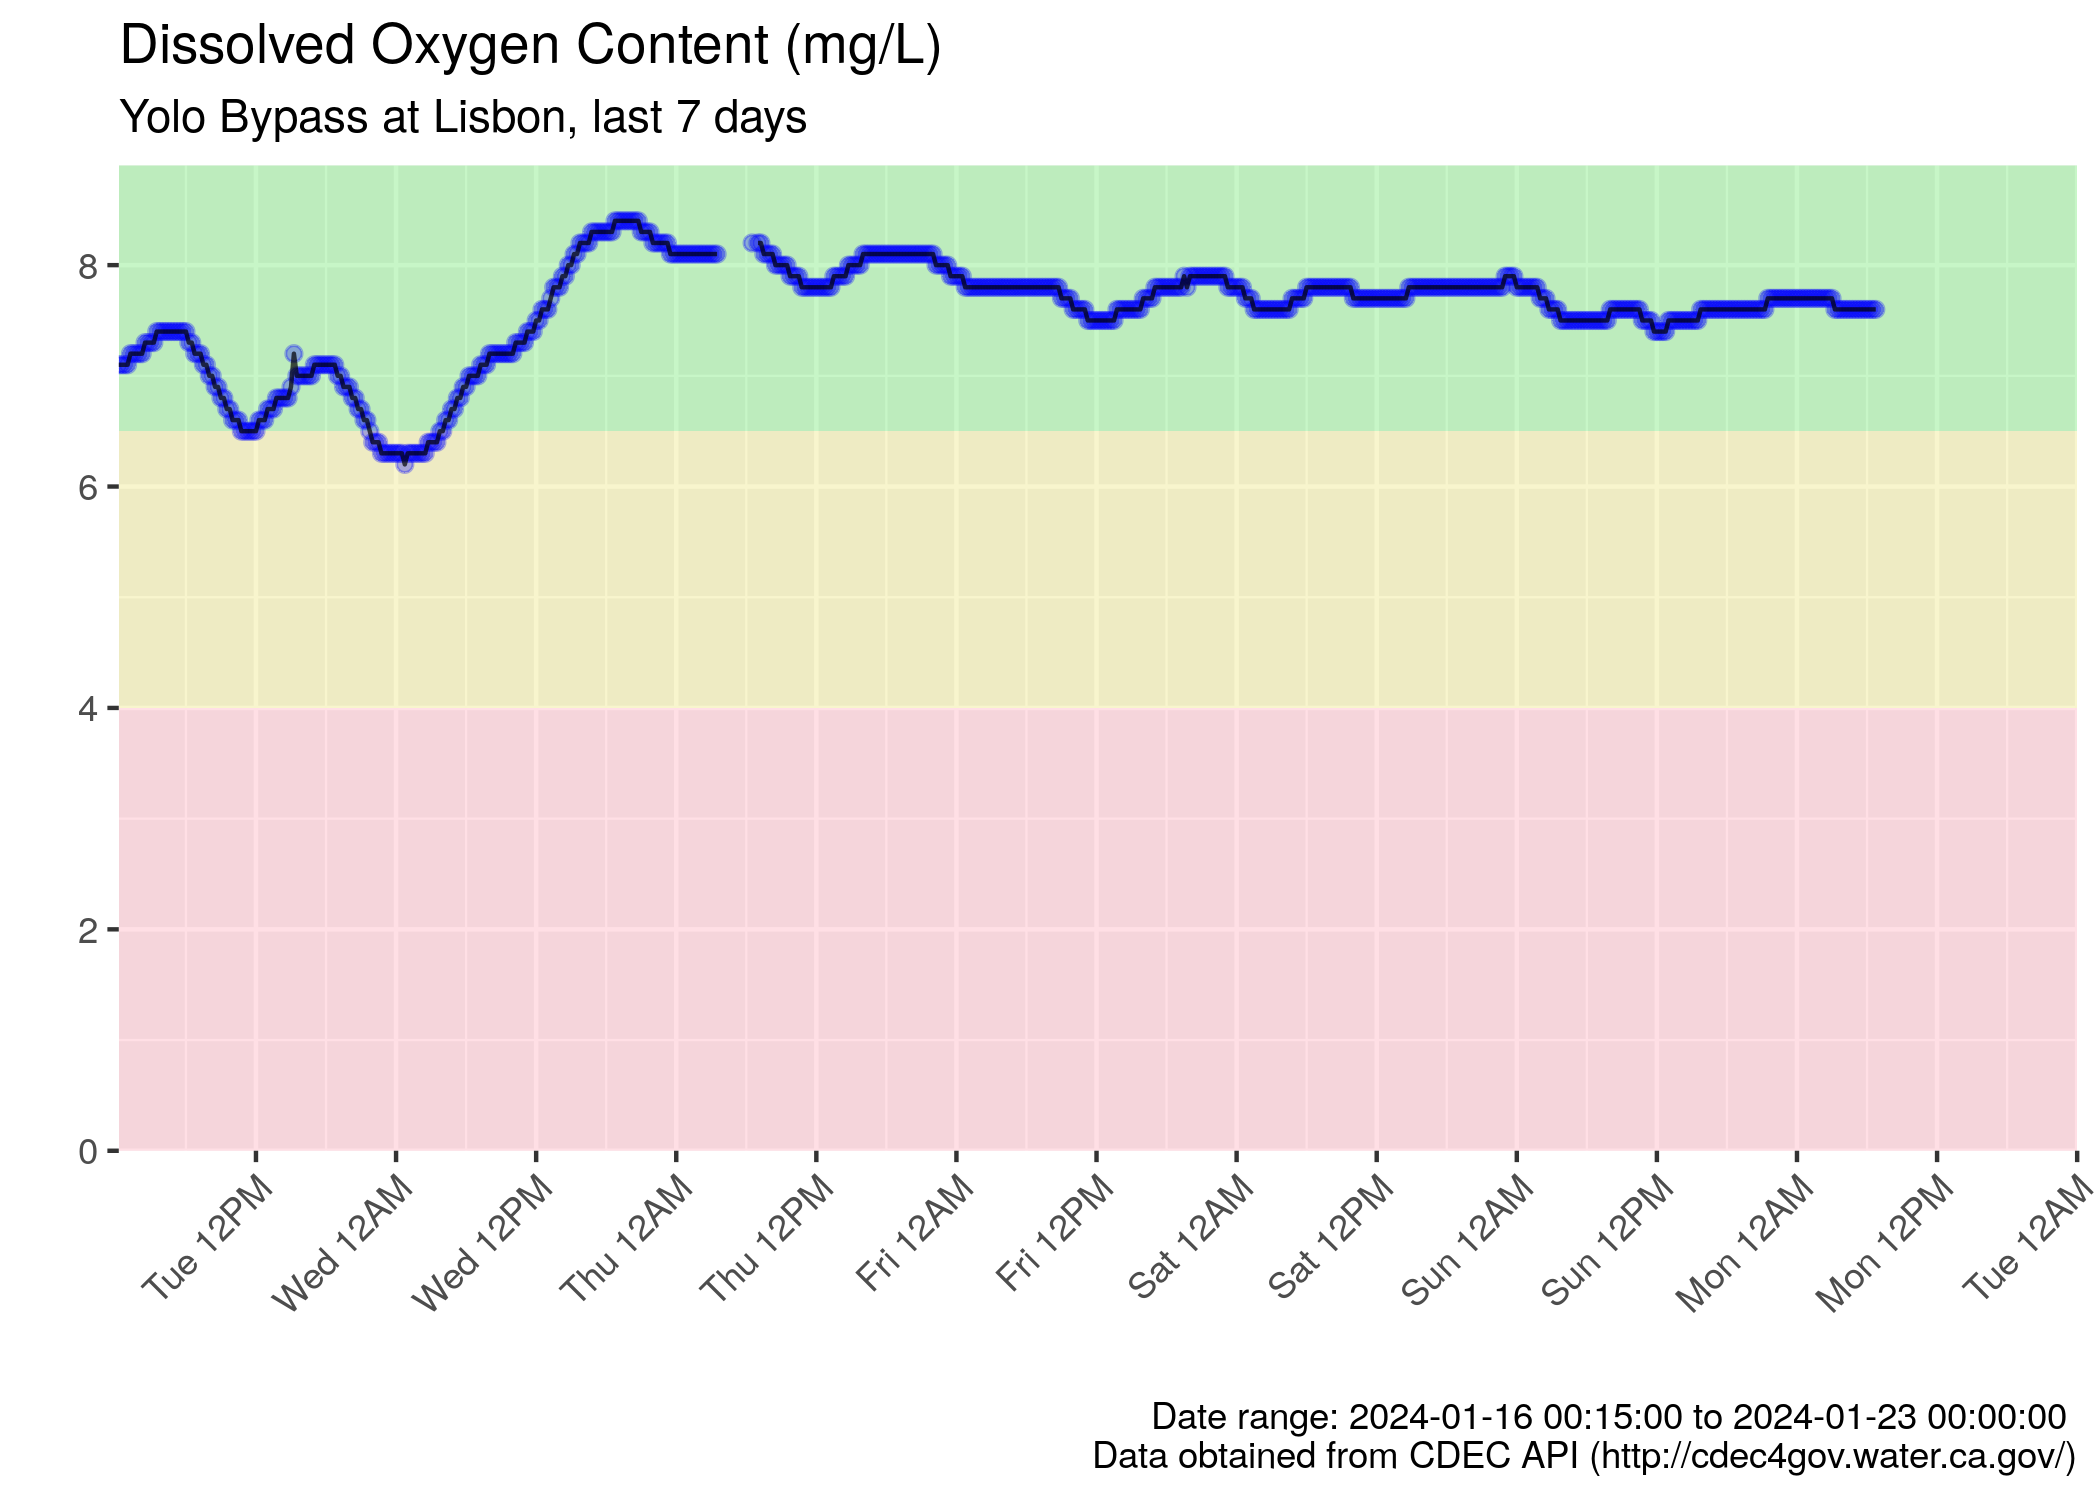 Dissolved Oxygen Content (mg/L)
Yolo Bypass at Lisbon, last 7 days
8
6
4
2
0
Tue 12PM
Wed 12AM
Wed 12PM
Thu 12AM
Thu 12PM
Fri 12AM
Fri 12PM
Sat 12AM
Sat 12PM
Sun 12AM
Sun 12PM
Mon 12AM
Mon 12PM
Tue 12AM
Date range: 2024-01-16 00:15:00 to 2024-01-23 00:00:00
Data obtained from CDEC API (http://cdec4gov.water.ca.gov/)